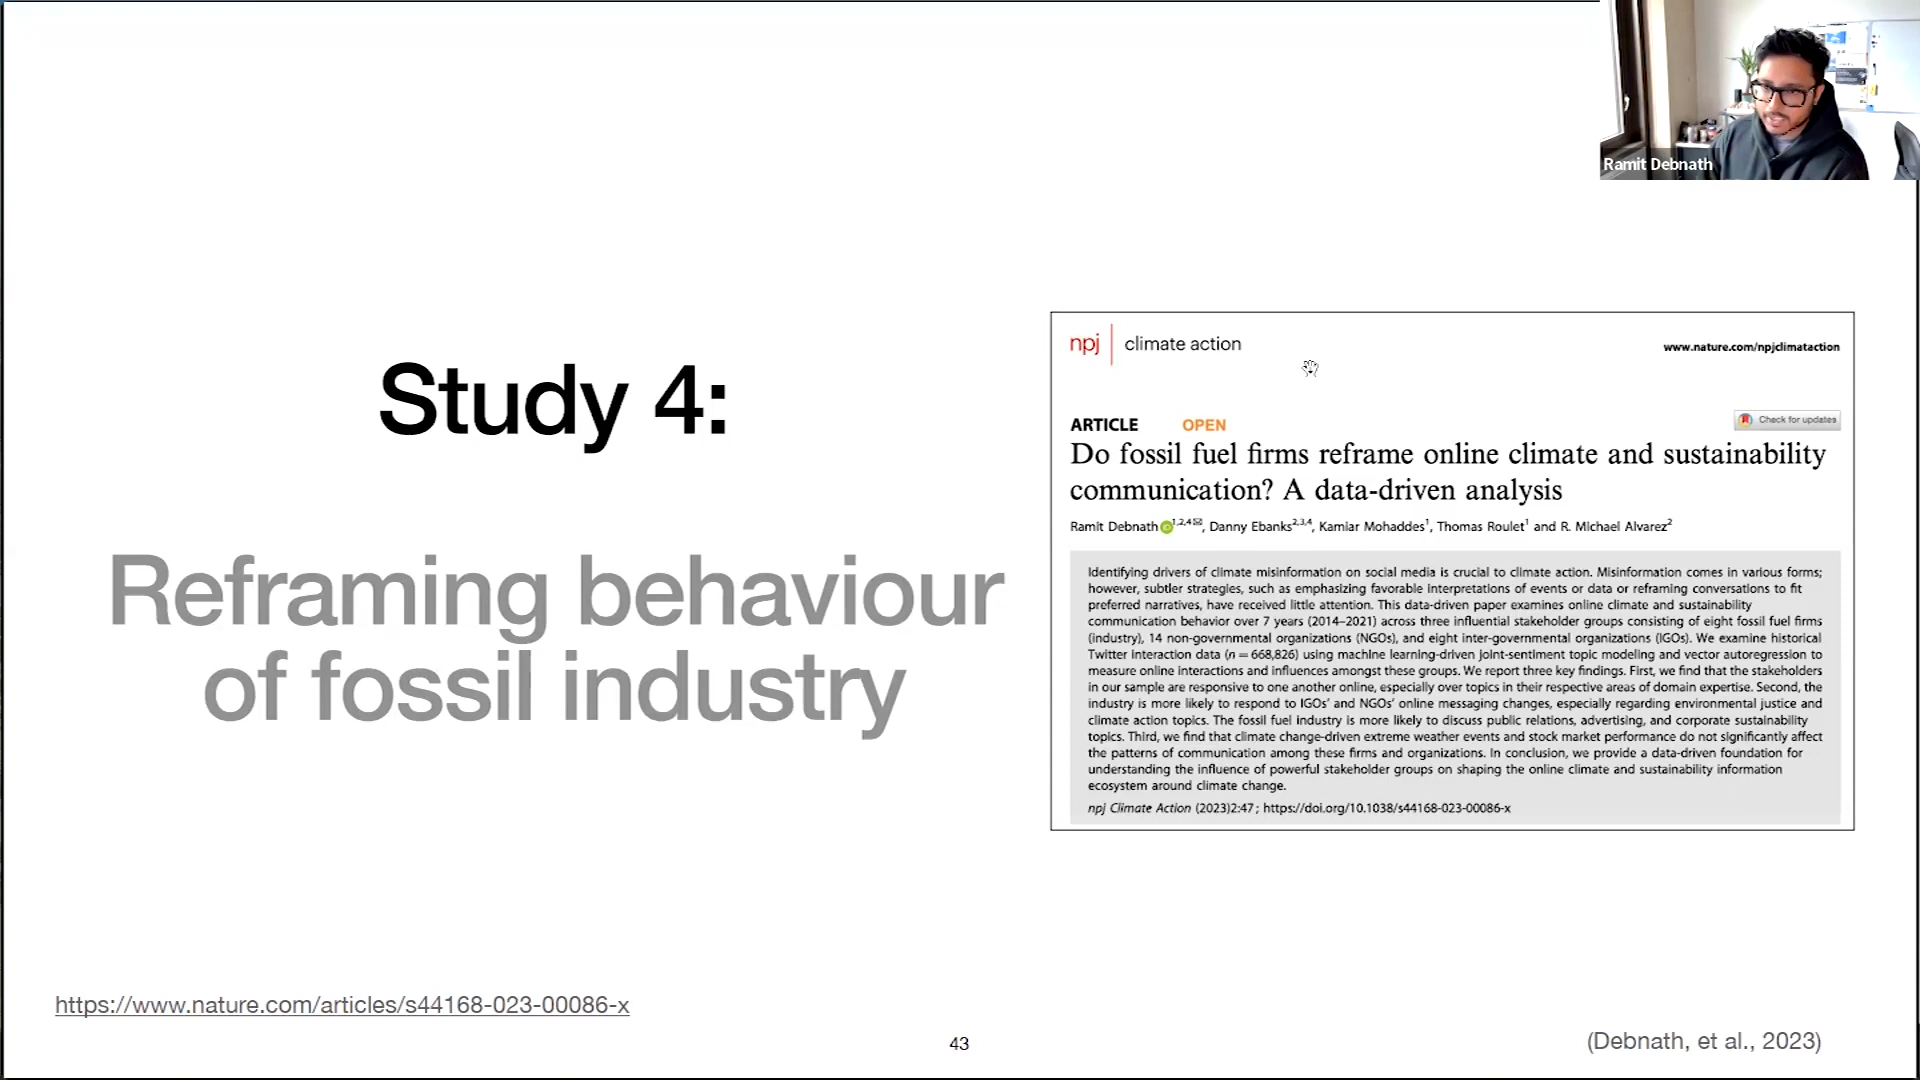 Ramit Debnath
Study 4:
Reframing behaviour
of fossil industry
npj climate action
www.nature.com/npjclimataction
ARTICLE OPEN
Check for updates
Do fossil fuel firms reframe online climate and sustainability
communication? A data-driven analysis
Ramit Debnath 1,2,4✉, Danny Ebanks2,3,4, Kamiar Mohaddes1, Thomas Roulet1 and R. Michael Alvarez2
Identifying drivers of climate misinformation on social media is crucial to climate action. Misinformation comes in various forms;
however, subtler strategies, such as emphasizing favorable interpretations of events or data or reframing conversations to fit
preferred narratives, have received little attention. This data-driven paper examines online climate and sustainability
communication behavior over 7 years (2014–2021) across three influential stakeholder groups consisting of eight fossil fuel firms
(industry), 14 non-governmental organizations (NGOs), and eight inter-governmental organizations (IGOs). We examine historical
Twitter interaction data (n = 668,826) using machine learning-driven joint-sentiment topic modeling and vector autoregression to
measure online interactions and influences amongst these groups. We report three key findings. First, we find that the stakeholders
in our sample are responsive to one another online, especially over topics in their respective areas of domain expertise. Second, the
industry is more likely to respond to IGOs’ and NGOs’ online messaging changes, especially regarding environmental justice and
climate action topics. The fossil fuel industry is more likely to discuss public relations, advertising, and corporate sustainability
topics. Third, we find that climate change-driven extreme weather events and stock market performance do not significantly affect
the patterns of communication among these firms and organizations. In conclusion, we provide a data-driven foundation for
understanding the influence of powerful stakeholder groups on shaping the online climate and sustainability information
ecosystem around climate change.
npj Climate Action (2023)2:47 ; https://doi.org/10.1038/s44168-023-00086-x
https://www.nature.com/articles/s44168-023-00086-x
43
(Debnath, et al., 2023)